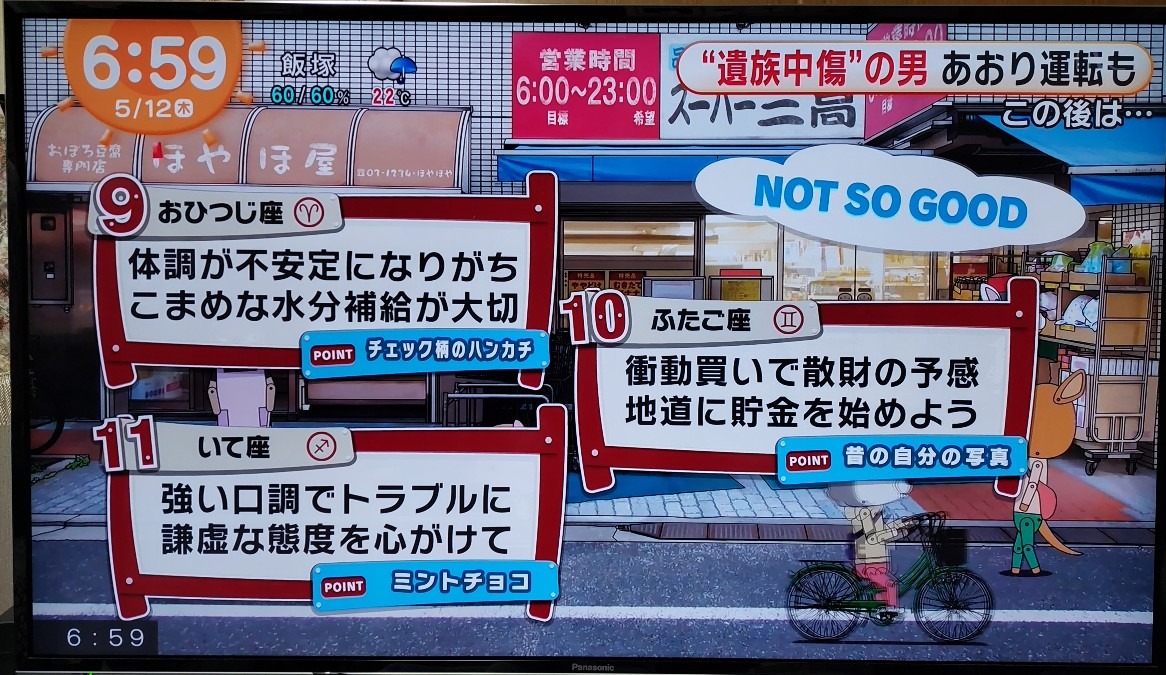 6:59
5/12㊍
飯塚
60/60%
22℃
営業時間
6:00~23:00
目標 希望
スーパー三高
“遺族中傷”の男 あおり運転も
この後は…
おぼろ豆腐
専門店
ほや ほ屋
NOT SO GOOD
9 おひつじ座 ♈
体調が不安定になりがち
こまめな水分補給が大切
POINT チェック柄のハンカチ
10 ふたご座 ♊
衝動買いで散財の予感
地道に貯金を始めよう
POINT 昔の自分の写真
11 いて座 ♐
強い口調でトラブルに
謙虚な態度を心がけて
POINT ミントチョコ
6:59
Panasonic